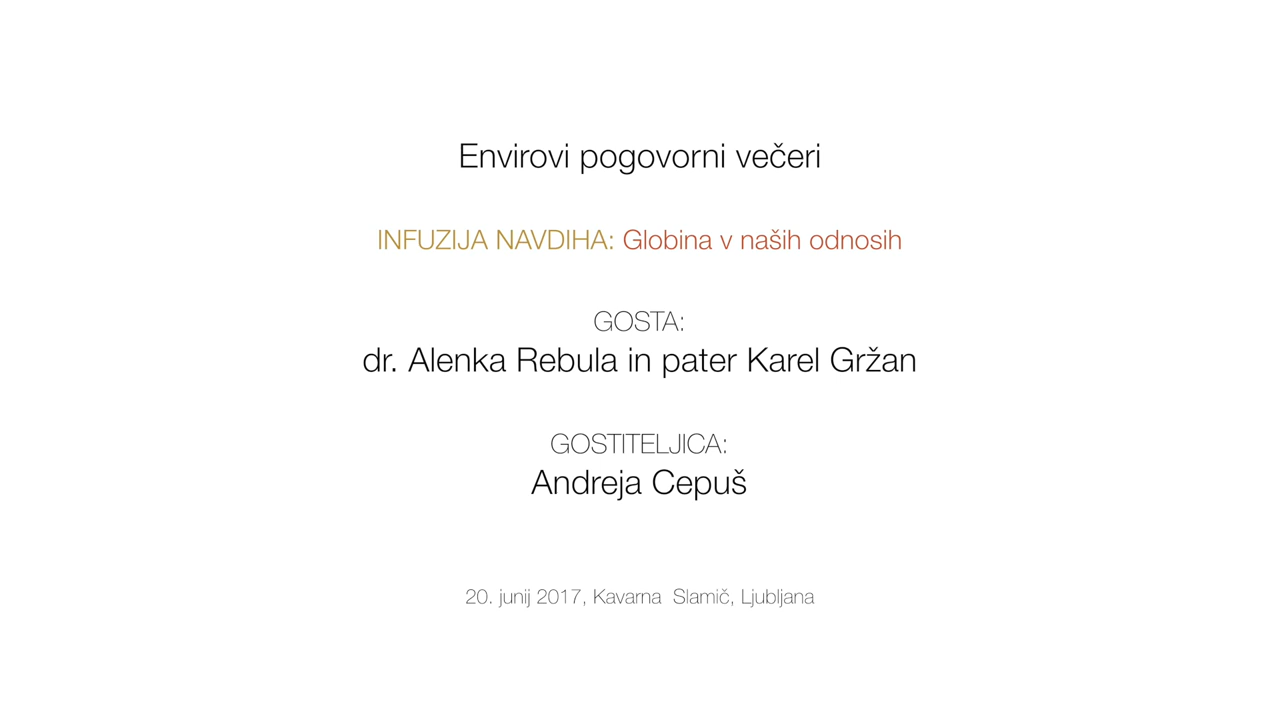 Envirovi pogovorni večeri
INFUZIJA NAVDIHA: Globina v naših odnosih
GOSTA:
dr. Alenka Rebula in pater Karel Gržan
GOSTITELJICA:
Andreja Cepuš
20. junij 2017, Kavarna Slamič, Ljubljana